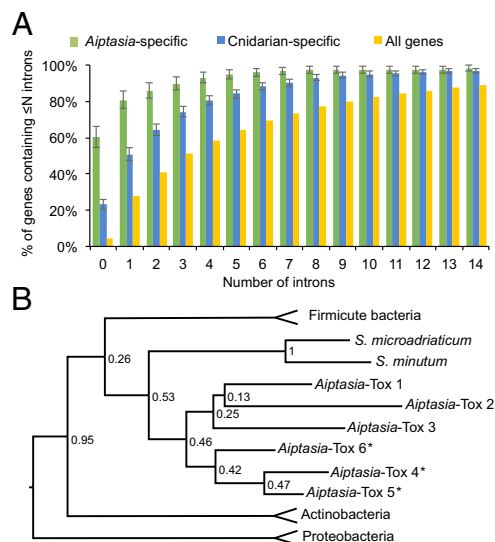 A
Aiptasia-specific Cnidarian-specific All genes
% of genes containing ≤N introns
100%
80%
60%
40%
20%
0%
0 1 2 3 4 5 6 7 8 9 10 11 12 13 14
Number of introns
B
Firmicute bacteria
S. microadriaticum
0.26
1
S. minutum
0.53
Aiptasia-Tox 1
0.13
Aiptasia-Tox 2
0.25
Aiptasia-Tox 3
0.95
0.46
Aiptasia-Tox 6*
0.42
Aiptasia-Tox 4*
0.47
Aiptasia-Tox 5*
Actinobacteria
Proteobacteria